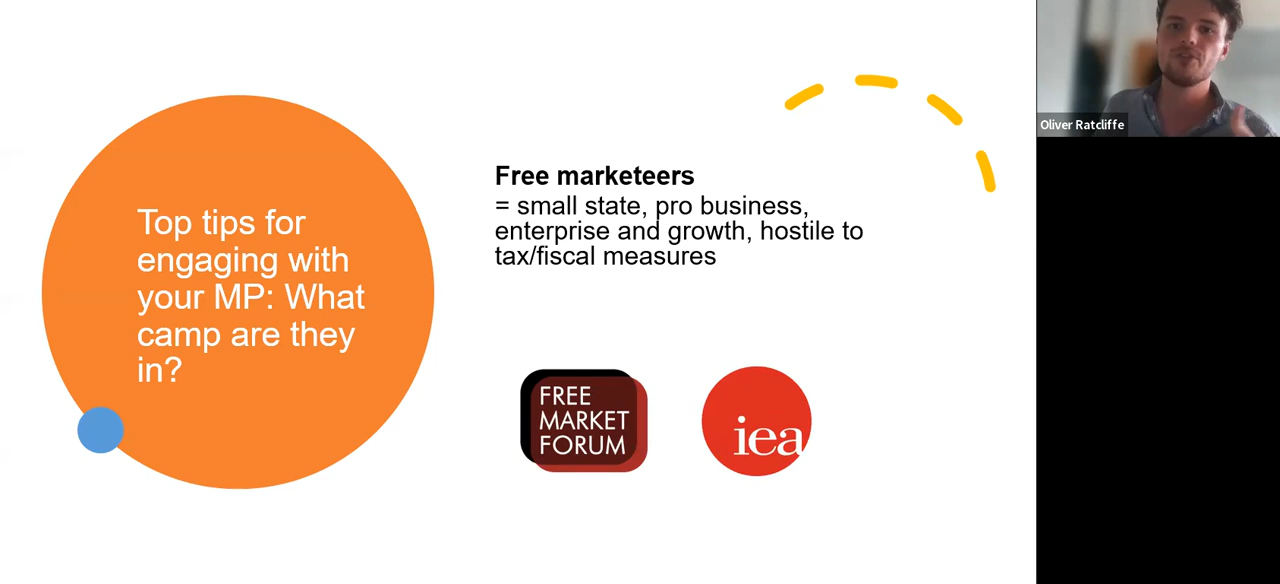 Top tips for
engaging with
your MP: What
camp are they
in?
Free marketeers
= small state, pro business,
enterprise and growth, hostile to
tax/fiscal measures
FREE
MARKET
FORUM
iea
Oliver Ratcliffe